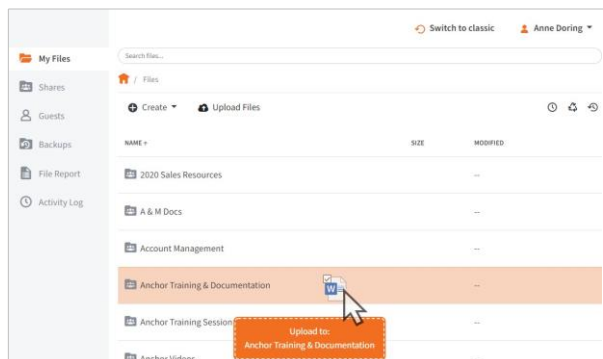 Switch to classic
Anne Doring
My Files
Search files...
Shares
/ Files
Guests
Create
Upload Files
Backups
NAME
SIZE
MODIFIED
File Report
2020 Sales Resources
--
Activity Log
A & M Docs
--
Account Management
--
Anchor Training & Documentation
W
--
Anchor Training Session
--
Upload to:
Anchor Training & Documentation
Anchor Videos